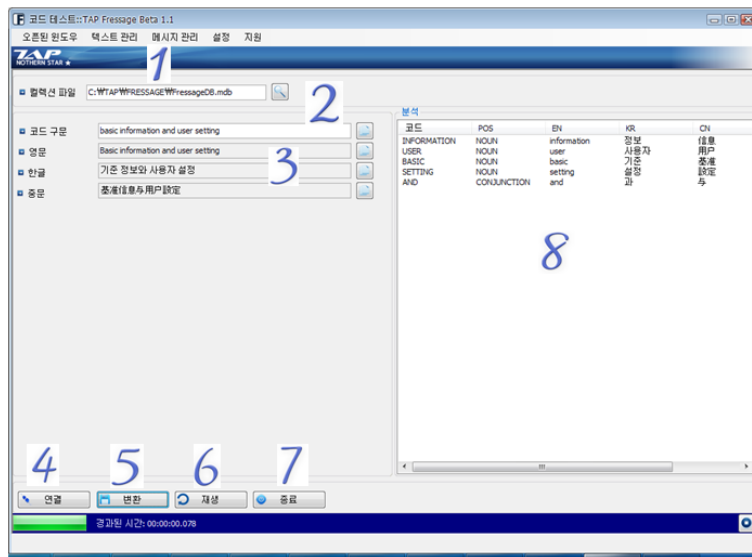 코드 테스트::TAP Fressage Beta 1.1
오픈된 윈도우 텍스트 관리 메시지 관리 설정 지원
TAP
NOTHERN STAR ★
1
컬렉션 파일 C:₩TAP₩FRESSAGE₩FressageDB.mdb
2
코드 구문 basic information and user setting
영문 Basic information and user setting
한글 기준 정보와 사용자 설정
중문 基准信息与用户設定
3
분석
코드 POS EN KR CN
INFORMATION NOUN information 정보 信息
USER NOUN user 사용자 用户
BASIC NOUN basic 기준 基准
SETTING NOUN setting 설정 設定
AND CONJUNCTION and 과 与
8
4 5 6 7
연결 변환 재생 종료
경과된 시간: 00:00:00.078